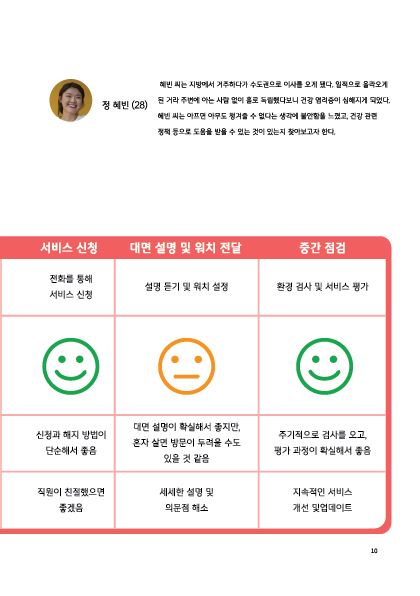 정 혜빈 (28)
혜빈 씨는 지방에서 거주하다가 수도권으로 이사를 오게 됐다. 일적으로 올라오게
된 거라 주변에 아는 사람 없이 홀로 독립했다보니 건강 염려증이 심해지게 되었다.
혜빈 씨는 아프면 아무도 챙겨줄 수 없다는 생각에 불안함을 느꼈고, 건강 관련
정책 등으로 도움을 받을 수 있는 것이 있는지 찾아보고자 한다.
서비스 신청 대면 설명 및 워치 전달 중간 점검
전화를 통해
서비스 신청
설명 듣기 및 워치 설정
환경 검사 및 서비스 평가
신청과 해지 방법이
단순해서 좋음
대면 설명이 확실해서 좋지만,
혼자 살면 방문이 두려울 수도
있을 것 같음
주기적으로 검사를 오고,
평가 과정이 확실해서 좋음
직원이 친절했으면
좋겠음
세세한 설명 및
의문점 해소
지속적인 서비스
개선 및업데이트
10